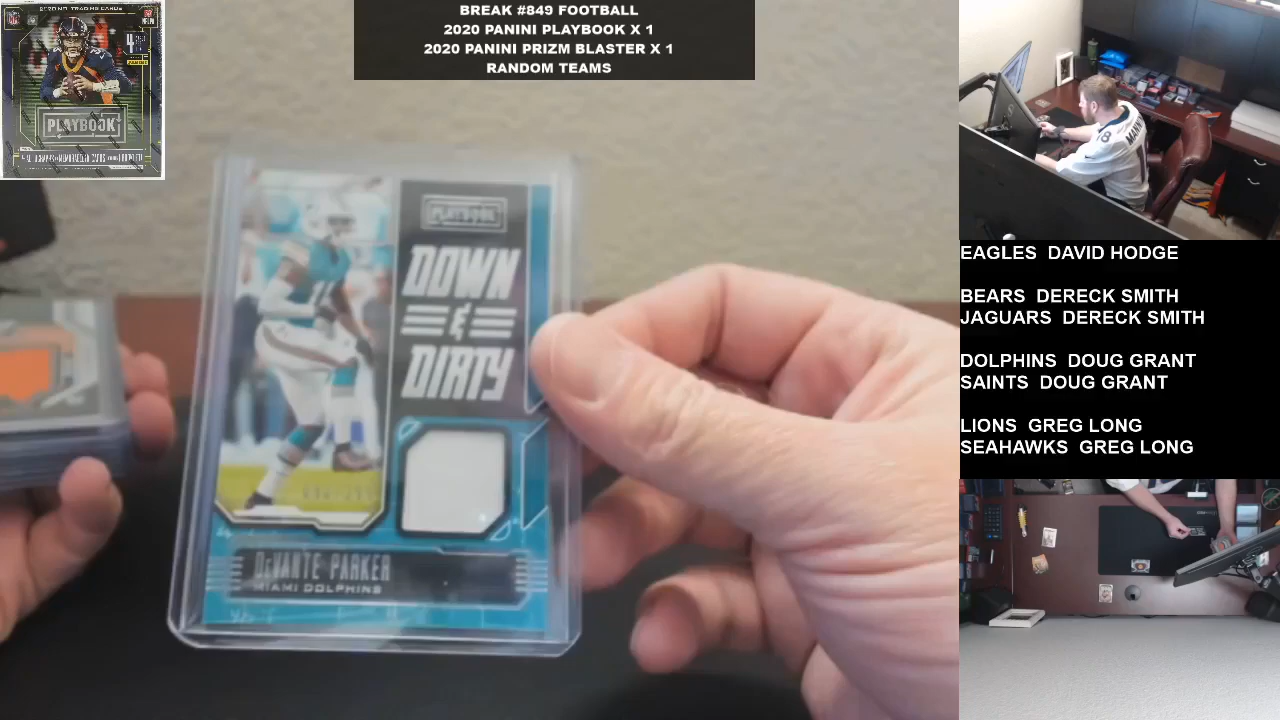 BREAK #849 FOOTBALL
2020 PANINI PLAYBOOK X 1
2020 PANINI PRIZM BLASTER X 1
RANDOM TEAMS
PLAYBOOK
PLAYBOOK
DOWN
&
DIRTY
DeVANTE PARKER
MIAMI DOLPHINS
MANNING
18
EAGLES DAVID HODGE
BEARS DERECK SMITH
JAGUARS DERECK SMITH
DOLPHINS DOUG GRANT
SAINTS DOUG GRANT
LIONS GREG LONG
SEAHAWKS GREG LONG